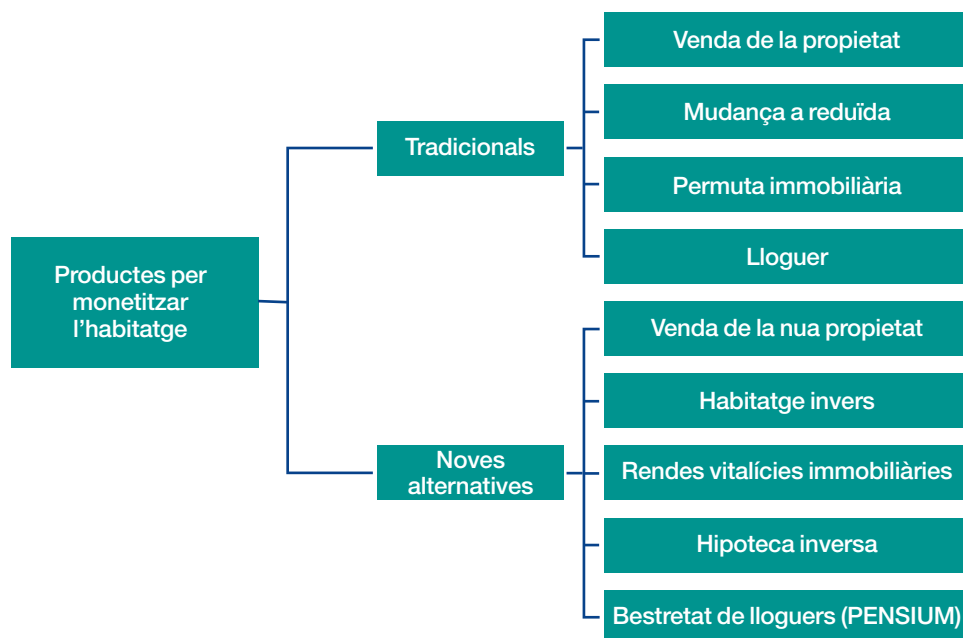 Productes per
monetitzar
l’habitatge
Tradicionals
Venda de la propietat
Mudança a reduïda
Permuta immobiliària
Lloguer
Noves
alternatives
Venda de la nua propietat
Habitatge invers
Rendes vitalícies immobiliàries
Hipoteca inversa
Bestretat de lloguers (PENSIUM)